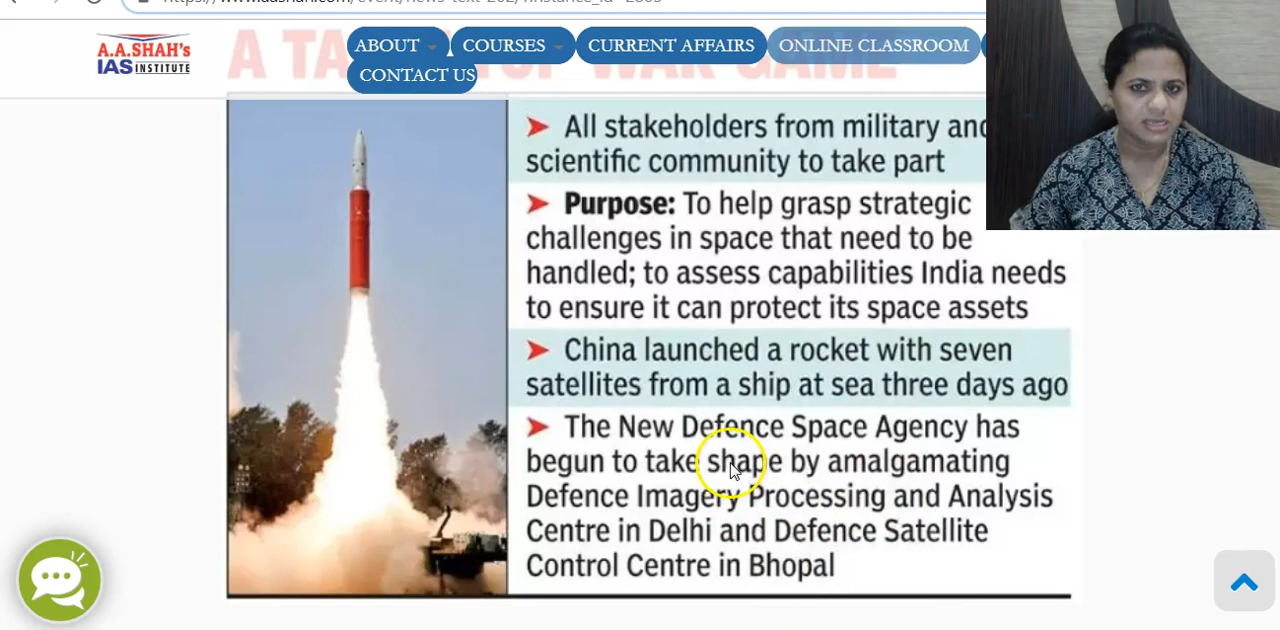 A.A.SHAH's
IAS INSTITUTE
ABOUT
COURSES
CURRENT AFFAIRS
ONLINE CLASSROOM
CONTACT US
➤ All stakeholders from military and
scientific community to take part
➤ Purpose: To help grasp strategic
challenges in space that need to be
handled; to assess capabilities India needs
to ensure it can protect its space assets
➤ China launched a rocket with seven
satellites from a ship at sea three days ago
➤ The New Defence Space Agency has
begun to take shape by amalgamating
Defence Imagery Processing and Analysis
Centre in Delhi and Defence Satellite
Control Centre in Bhopal